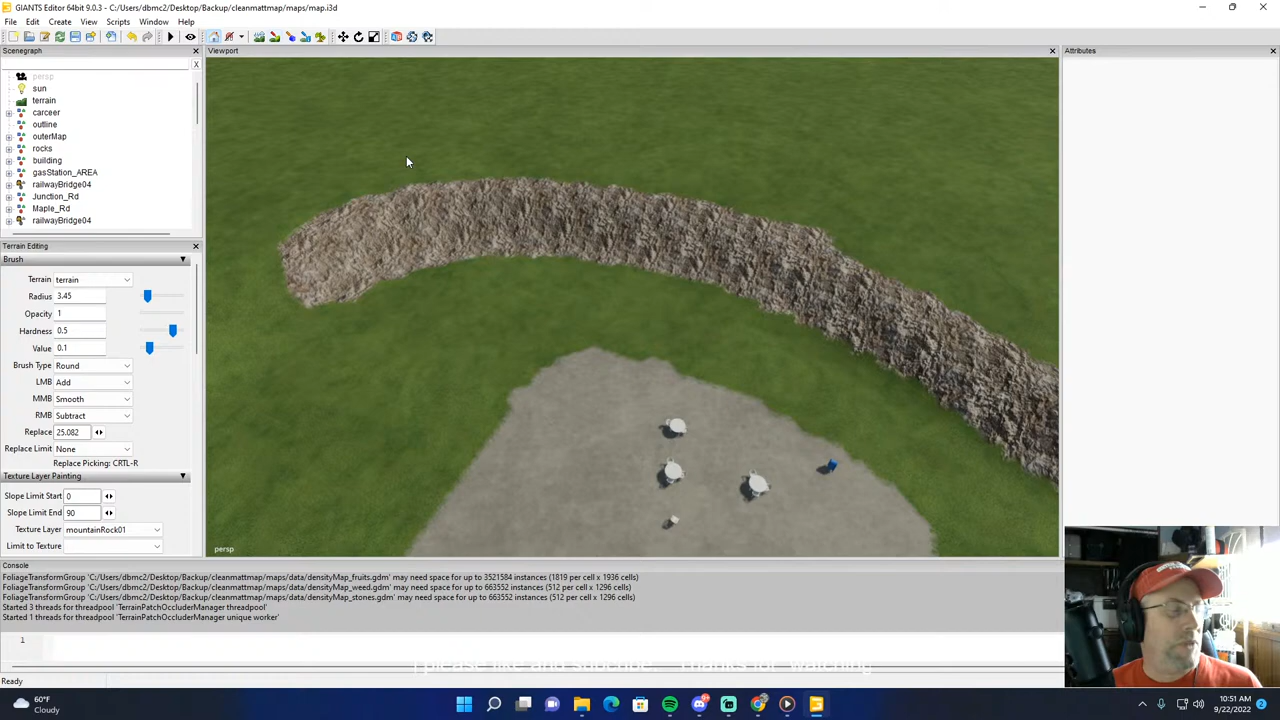 GIANTS Editor 64bit 9.0.3 - C:/Users/dbmc2/Desktop/Backup/cleanmattmap/maps/map.i3d
File Edit Create View Scripts Window Help
Scenegraph
X
persp
sun
terrain
carceer
outline
outerMap
rocks
building
gasStation_AREA
railwayBridge04
Junction_Rd
Maple_Rd
railwayBridge04
Viewport
persp
Attributes
Terrain Editing
Brush
Terrain terrain
Radius 3.45
Opacity 1
Hardness 0.5
Value 0.1
Brush Type Round
LMB Add
MMB Smooth
RMB Subtract
Replace 25.082
Replace Limit None
Replace Picking: CRTL-R
Texture Layer Painting
Slope Limit Start 0
Slope Limit End 90
Texture Layer mountainRock01
Limit to Texture
Console
FoliageTransformGroup 'C:/Users/dbmc2/Desktop/Backup/cleanmattmap/maps/data/densityMap_fruits.gdm' may need space for up to 3521584 instances (1819 per cell x 1936 cells)
FoliageTransformGroup 'C:/Users/dbmc2/Desktop/Backup/cleanmattmap/maps/data/densityMap_weed.gdm' may need space for up to 663552 instances (512 per cell x 1296 cells)
FoliageTransformGroup 'C:/Users/dbmc2/Desktop/Backup/cleanmattmap/maps/data/densityMap_stones.gdm' may need space for up to 663552 instances (512 per cell x 1296 cells)
Started 3 threads for threadpool 'TerrainPatchOccluderManager threadpool'
Started 1 threads for threadpool 'TerrainPatchOccluderManager unique worker'
1
please like and Thanks for watching
Ready
60°F
Cloudy
10:51 AM
9/22/2022
2